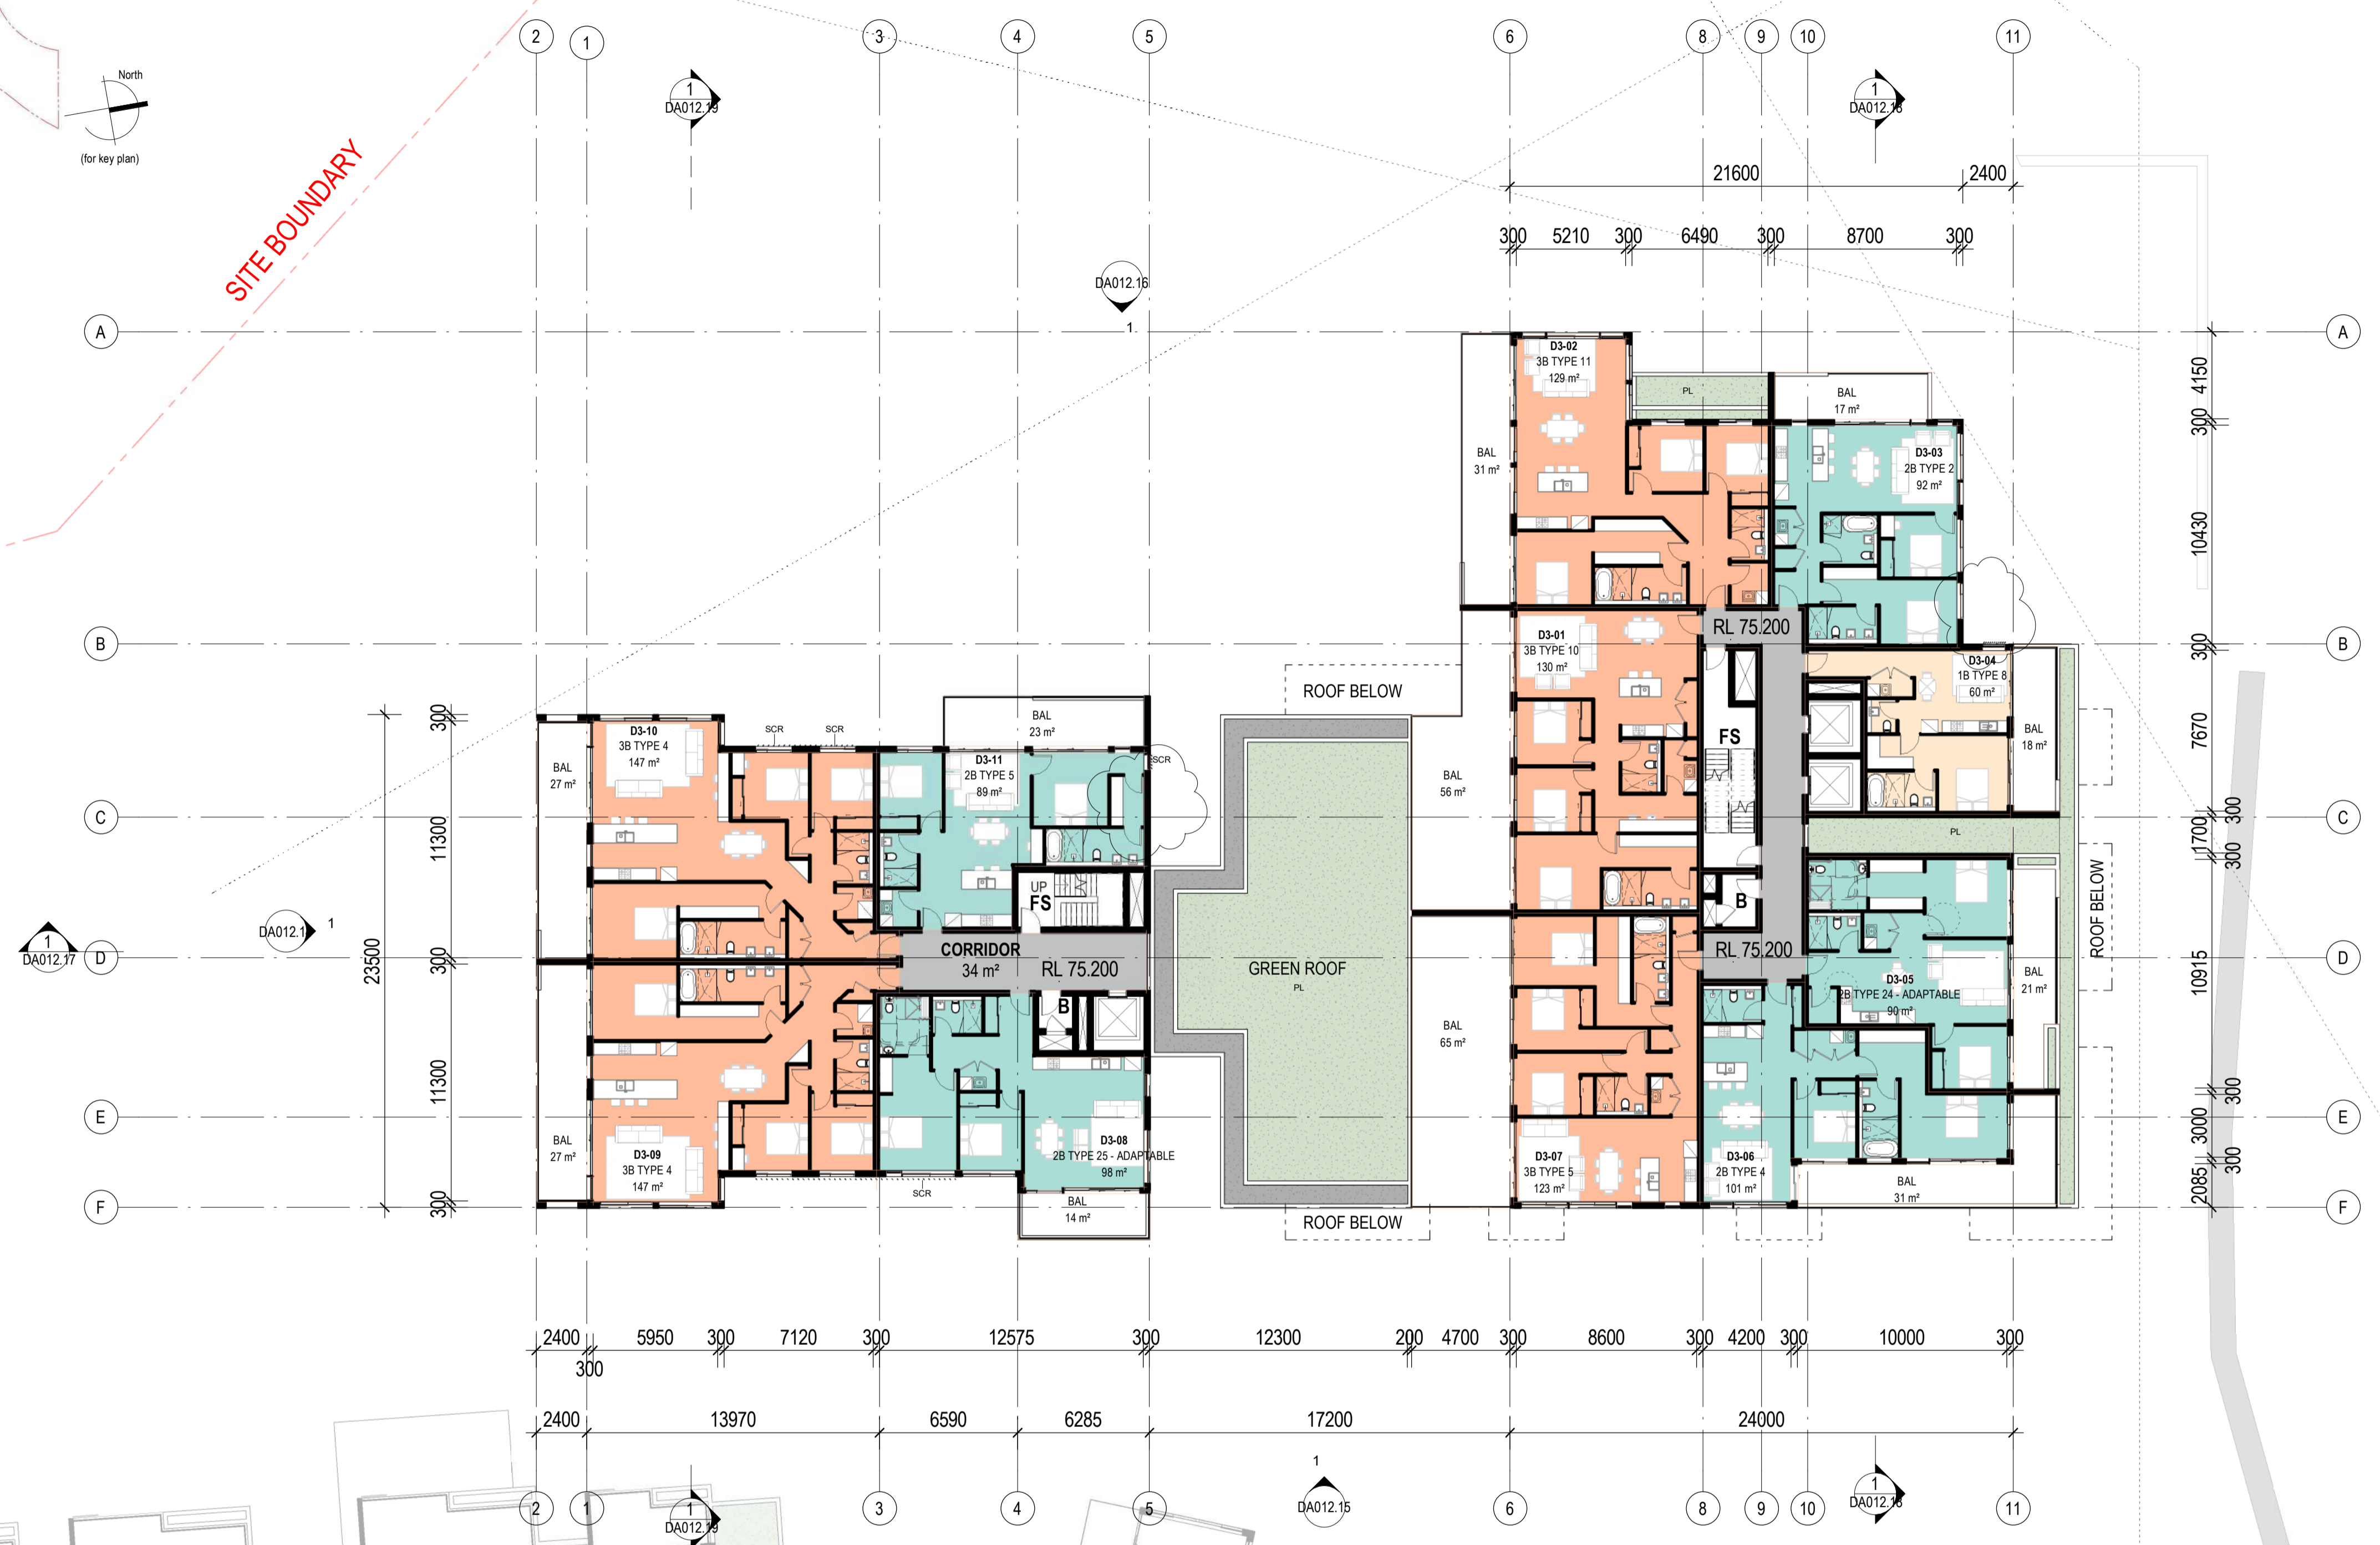 2
1
3
4
5
6
8
9
10
11
North
(for key plan)
SITE BOUNDARY
1
DA012.19
1
DA012.18
21600
2400
300
5210
300
6490
300
8700
300
DA012.16
1
A
A
4150
300
10430
300
7670
300
1700
300
10915
300
3000
300
2085
D3-02
3B TYPE 11
129 m²
PL
BAL
17 m²
BAL
31 m²
D3-03
2B TYPE 2
92 m²
B
B
RL 75.200
D3-01
3B TYPE 10
130 m²
D3-04
1B TYPE 8
60 m²
ROOF BELOW
FS
BAL
18 m²
BAL
56 m²
300
11300
300
11300
300
23500
D3-10
3B TYPE 4
147 m²
SCR
SCR
BAL
23 m²
BAL
27 m²
D3-11
2B TYPE 5
89 m²
SCR
C
C
PL
UP
FS
B
ROOF BELOW
1
DA012.17
DA012.1
1
D
D
CORRIDOR
34 m²
RL 75.200
GREEN ROOF
PL
RL 75.200
BAL
21 m²
D3-05
2B TYPE 24 - ADAPTABLE
90 m²
B
BAL
65 m²
E
E
BAL
27 m²
D3-09
3B TYPE 4
147 m²
D3-08
2B TYPE 25 - ADAPTABLE
98 m²
SCR
BAL
14 m²
D3-07
3B TYPE 5
123 m²
D3-06
2B TYPE 4
101 m²
BAL
31 m²
F
F
ROOF BELOW
2400
300
5950
300
7120
300
12575
300
12300
200
4700
300
8600
300
4200
300
10000
300
2400
13970
6590
6285
17200
24000
1
DA012.15
2
1
1
DA012.19
3
4
5
6
8
9
10
1
DA012.18
11